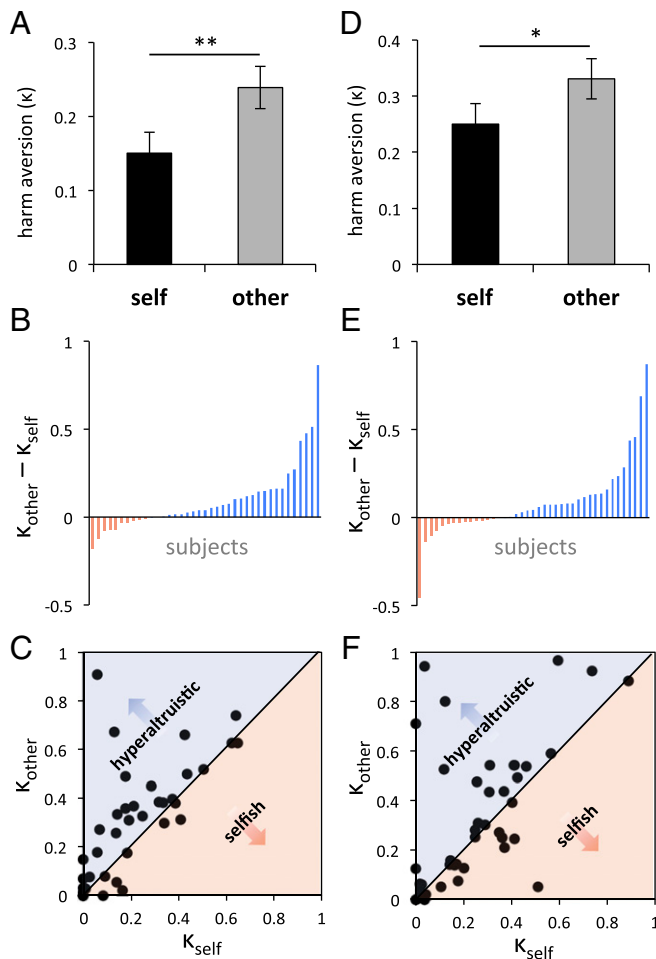 A
0.3
0.2
0.1
0
harm aversion (κ)
**
self
other
D
0.4
0.3
0.2
0.1
0
harm aversion (κ)
*
self
other
B
1
0.5
0
-0.5
κother − κself
subjects
E
1
0.5
0
-0.5
κother − κself
subjects
C
1
0.8
0.6
0.4
0.2
0
κother
hyperaltruistic
selfish
0
0.2
0.4
0.6
0.8
1
κself
F
1
0.8
0.6
0.4
0.2
0
κother
hyperaltruistic
selfish
0
0.2
0.4
0.6
0.8
1
κself